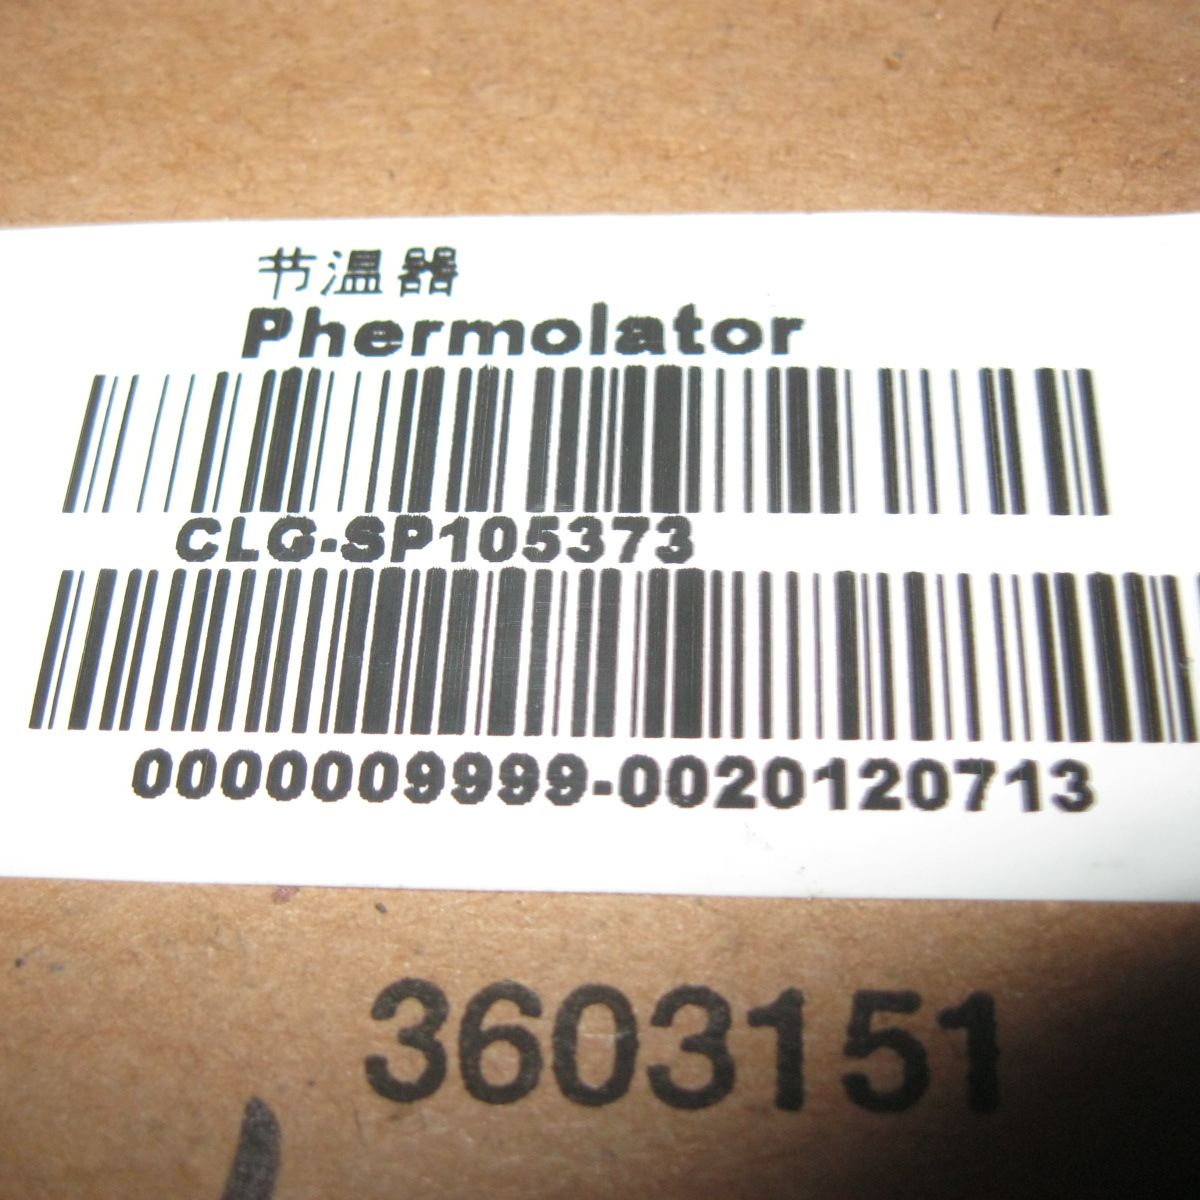 节温器
Phermolator
CLG-SP105373
0000009999-0020120713
3603151